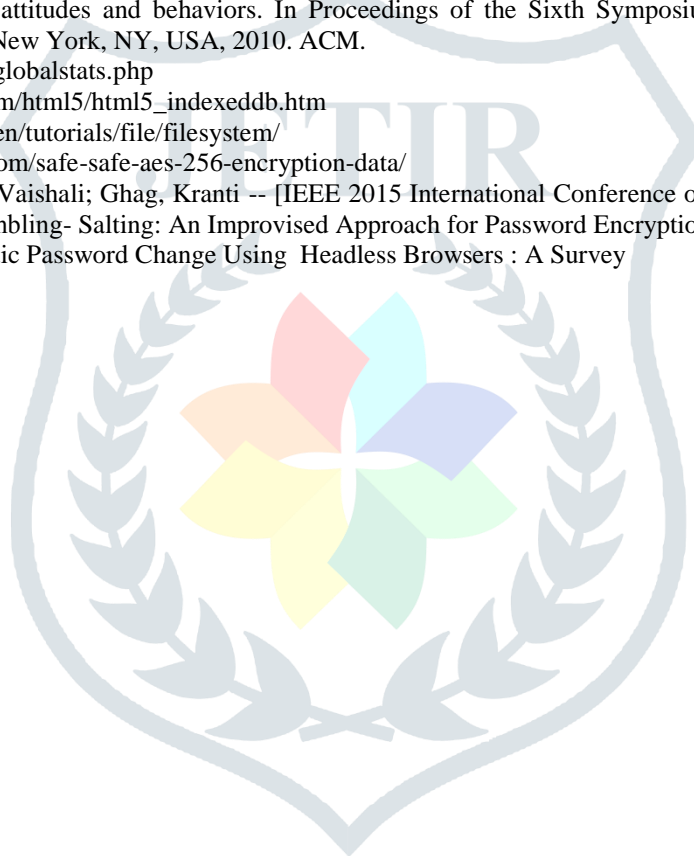 attitudes and behaviors. In Proceedings of the Sixth Symposiu
New York, NY, USA, 2010. ACM.
globalstats.php
m/html5/html5_indexeddb.htm
en/tutorials/file/filesystem/
om/safe-safe-aes-256-encryption-data/
Vaishali; Ghag, Kranti -- [IEEE 2015 International Conference o
mbling- Salting: An Improvised Approach for Password Encryptio
ic Password Change Using Headless Browsers : A Survey
JETIR